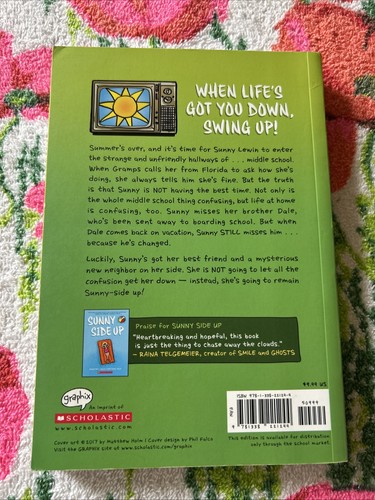 WHEN LIFE'S
GOT YOU DOWN,
SWING UP!
Summer's over, and it's time for Sunny Lewin to
enter the strange and unfriendly hallways of . . . middle school.
When Gramps calls her from Florida to ask how she's
doing, she always tells him she's fine. But the truth
is that Sunny is NOT having the best time. Not only is
the whole middle school thing confusing, but life at home
is confusing, too. Sunny misses her brother Dale,
who's been sent away to boarding school. But when
Dale comes back on vacation, Sunny STILL misses him . . .
because he's changed.
Luckily, Sunny's got her best friend and a mysterious
new neighbor on her side. She is NOT going to let all the
confusion get her down — instead, she's going to remain
Sunny-side up!
SUNNY
SIDE UP
Praise for SUNNY SIDE UP
"Heartbreaking and hopeful, this book
is just the thing to chase away the clouds."
— RAINA TELGEMEIER, creator of SMILE and GHOSTS
$9.99 US
graphix
An imprint of
SCHOLASTIC
www.scholastic.com
Cover art ©2017 by Matthew Holm | Cover design by Phil Falco
Visit the GRAPHIX site at www.scholastic.com/graphix
This edition is available for distribution
only through the school market.